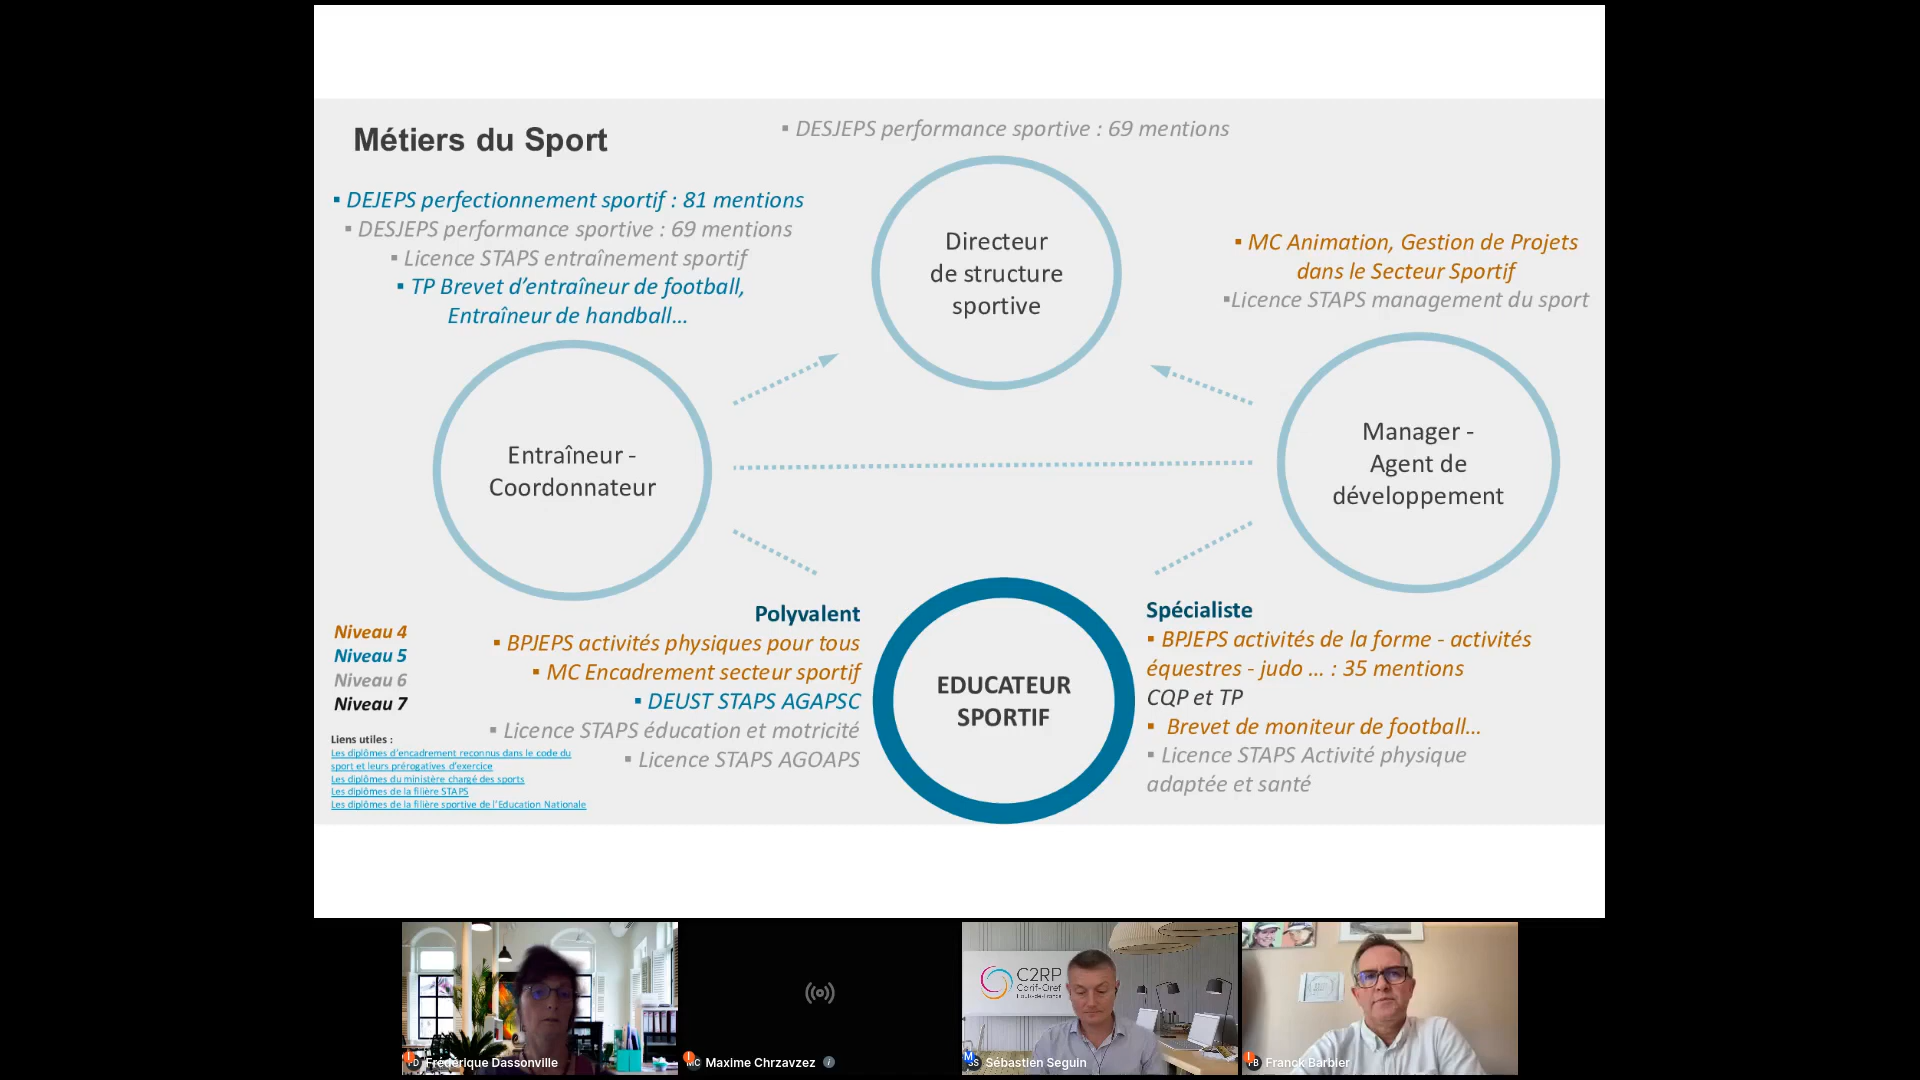 Métiers du Sport
▪ DESJEPS performance sportive : 69 mentions
▪ DEJEPS perfectionnement sportif : 81 mentions
▪ DESJEPS performance sportive : 69 mentions
▪ Licence STAPS entraînement sportif
▪ TP Brevet d’entraîneur de football,
Entraîneur de handball...
Directeur
de structure
sportive
▪ MC Animation, Gestion de Projets
dans le Secteur Sportif
▪Licence STAPS management du sport
Entraîneur -
Coordonnateur
Manager -
Agent de
développement
Niveau 4
Niveau 5
Niveau 6
Niveau 7
Liens utiles :
Les diplômes d’encadrement reconnus dans le code du
sport et leurs prérogatives d’exercice
Les diplômes du ministère chargé des sports
Les diplômes de la filière STAPS
Les diplômes de la filière sportive de l’Education Nationale
Polyvalent
▪ BPJEPS activités physiques pour tous
▪ MC Encadrement secteur sportif
▪ DEUST STAPS AGAPSC
▪ Licence STAPS éducation et motricité
▪ Licence STAPS AGOAPS
EDUCATEUR
SPORTIF
Spécialiste
▪ BPJEPS activités de la forme - activités
équestres - judo ... : 35 mentions
CQP et TP
▪ Brevet de moniteur de football...
▪ Licence STAPS Activité physique
adaptée et santé
Frédérique Dassonville
MC Maxime Chrzavzez
C2RP
Carif-Oref
Hauts-de-France
M
SS Sébastien Seguin
FB Franck Barbier